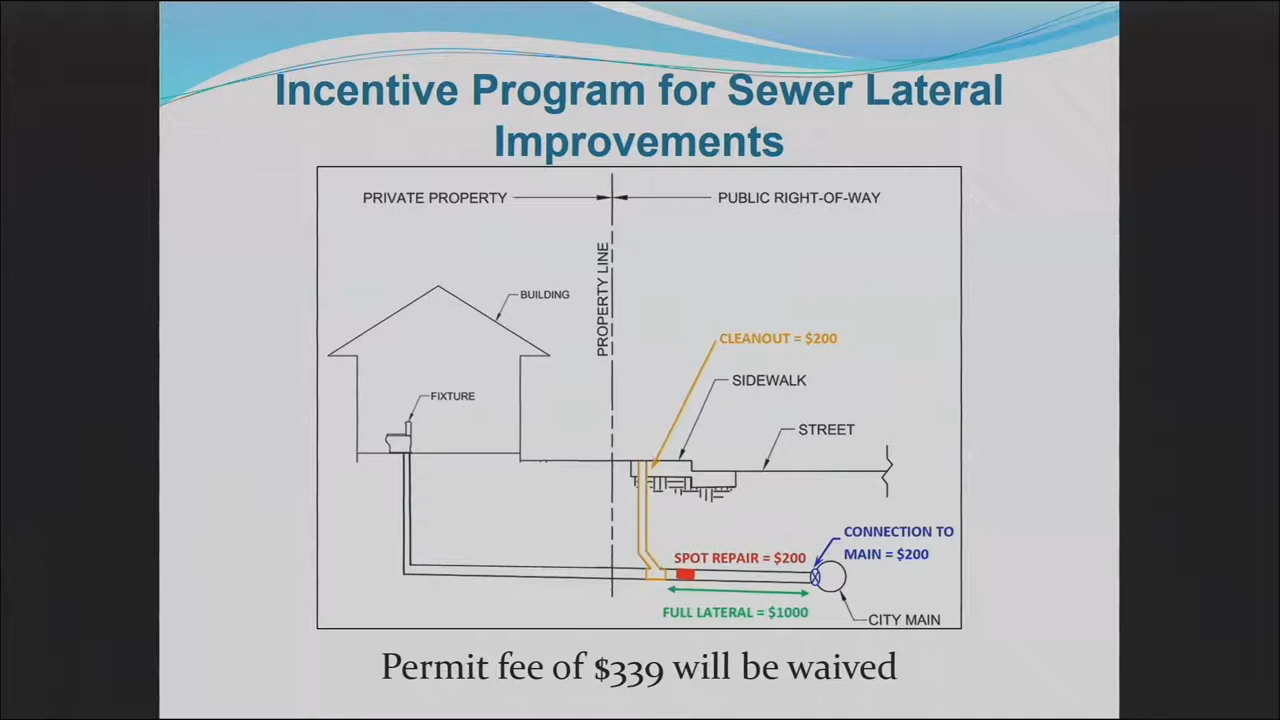 Incentive Program for Sewer Lateral
Improvements
PRIVATE PROPERTY
PUBLIC RIGHT-OF-WAY
PROPERTY LINE
BUILDING
CLEANOUT = $200
SIDEWALK
FIXTURE
STREET
CONNECTION TO
MAIN = $200
SPOT REPAIR = $200
FULL LATERAL = $1000
CITY MAIN
Permit fee of $339 will be waived